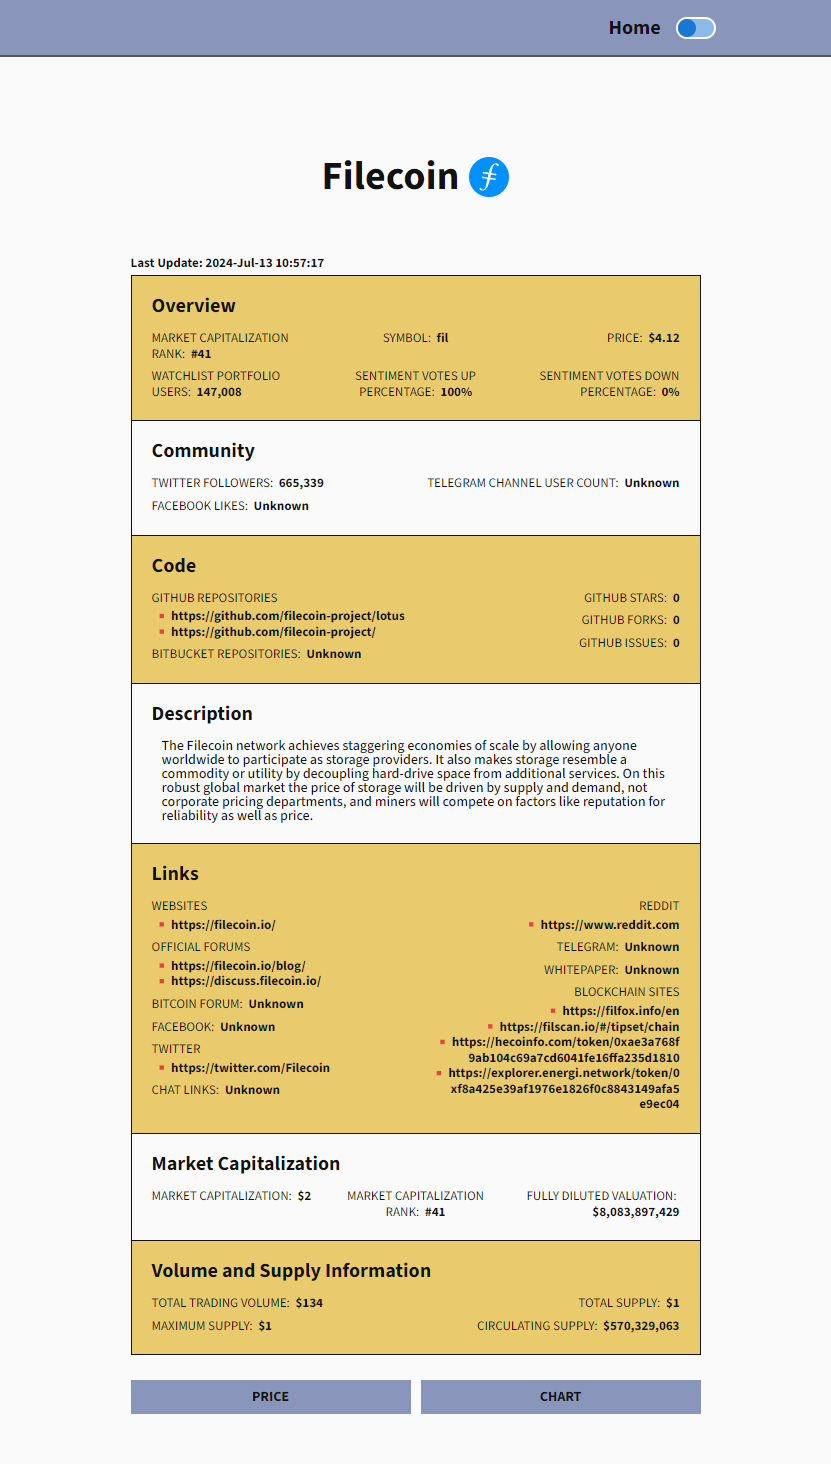 Home
Filecoin
Last Update: 2024-Jul-13 10:57:17
Overview
MARKET CAPITALIZATION
RANK: #41
SYMBOL: fil
PRICE: $4.12
WATCHLIST PORTFOLIO
USERS: 147,008
SENTIMENT VOTES UP
PERCENTAGE: 100%
SENTIMENT VOTES DOWN
PERCENTAGE: 0%
Community
TWITTER FOLLOWERS: 665,339
TELEGRAM CHANNEL USER COUNT: Unknown
FACEBOOK LIKES: Unknown
Code
GITHUB REPOSITORIES
https://github.com/filecoin-project/lotus
https://github.com/filecoin-project/
BITBUCKET REPOSITORIES: Unknown
GITHUB STARS: 0
GITHUB FORKS: 0
GITHUB ISSUES: 0
Description
The Filecoin network achieves staggering economies of scale by allowing anyone
worldwide to participate as storage providers. It also makes storage resemble a
commodity or utility by decoupling hard-drive space from additional services. On this
robust global market the price of storage will be driven by supply and demand, not
corporate pricing departments, and miners will compete on factors like reputation for
reliability as well as price.
Links
WEBSITES
https://filecoin.io/
OFFICIAL FORUMS
https://filecoin.io/blog/
https://discuss.filecoin.io/
BITCOIN FORUM: Unknown
FACEBOOK: Unknown
TWITTER
https://twitter.com/Filecoin
CHAT LINKS: Unknown
REDDIT
https://www.reddit.com
TELEGRAM: Unknown
WHITEPAPER: Unknown
BLOCKCHAIN SITES
https://filfox.info/en
https://filscan.io/#/tipset/chain
https://hecoinfo.com/token/0xae3a768f
9ab104c69a7cd6041fe16ffa235d1810
https://explorer.energi.network/token/0
xf8a425e39af1976e1826f0c8843149afa5
e9ec04
Market Capitalization
MARKET CAPITALIZATION: $2
MARKET CAPITALIZATION
RANK: #41
FULLY DILUTED VALUATION:
$8,083,897,429
Volume and Supply Information
TOTAL TRADING VOLUME: $134
TOTAL SUPPLY: $1
MAXIMUM SUPPLY: $1
CIRCULATING SUPPLY: $570,329,063
PRICE
CHART